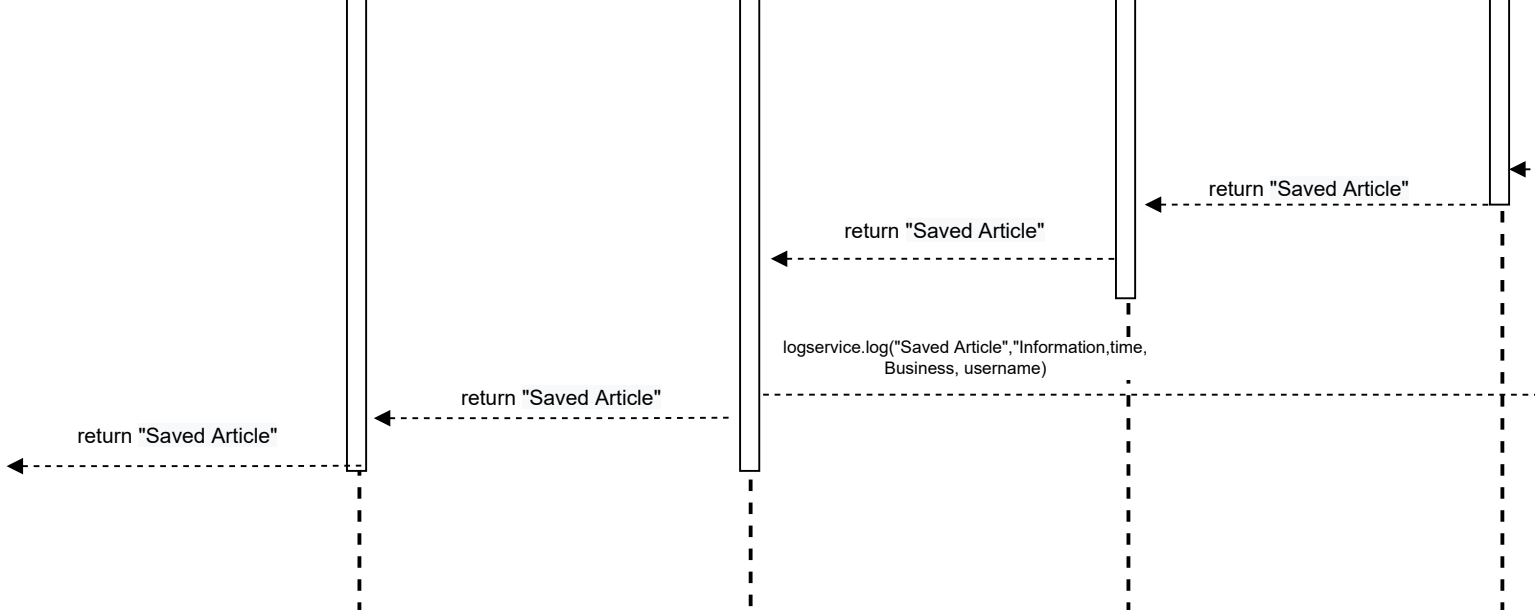 return "Saved Article"
return "Saved Article"
logservice.log("Saved Article","Information,time,
Business, username)
return "Saved Article"
return "Saved Article"